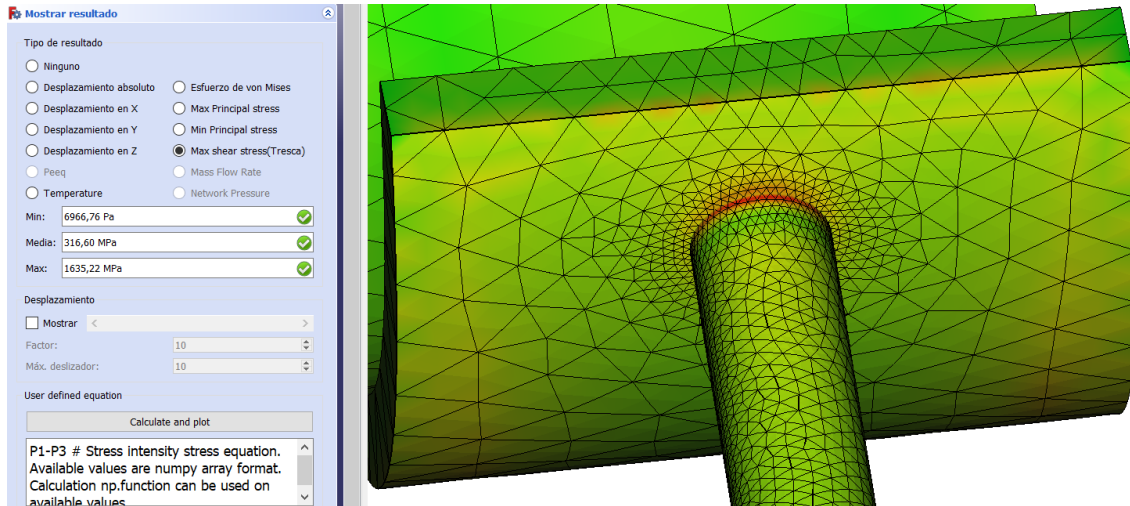 Mostrar resultado
Tipo de resultado
Ninguno
Desplazamiento absoluto Esfuerzo de von Mises
Desplazamiento en X Max Principal stress
Desplazamiento en Y Min Principal stress
Desplazamiento en Z Max shear stress(Tresca)
Peeq Mass Flow Rate
Temperature Network Pressure
Min: 6966,76 Pa
Media: 316,60 MPa
Max: 1635,22 MPa
Desplazamiento
Mostrar
Factor: 10
Máx. deslizador: 10
User defined equation
Calculate and plot
P1-P3 # Stress intensity stress equation.
Available values are numpy array format.
Calculation np.function can be used on
available values